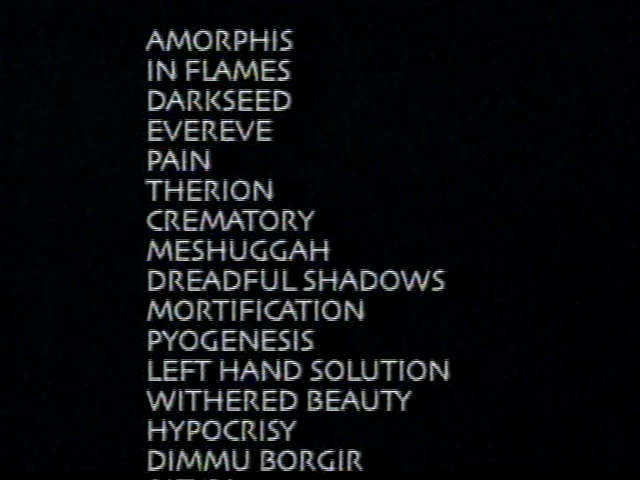 AMORPHIS
IN FLAMES
DARKSEED
EVEREVE
PAIN
THERION
CREMATORY
MESHUGGAH
DREADFUL SHADOWS
MORTIFICATION
PYOGENESIS
LEFT HAND SOLUTION
WITHERED BEAUTY
HYPOCRISY
DIMMU BORGIR